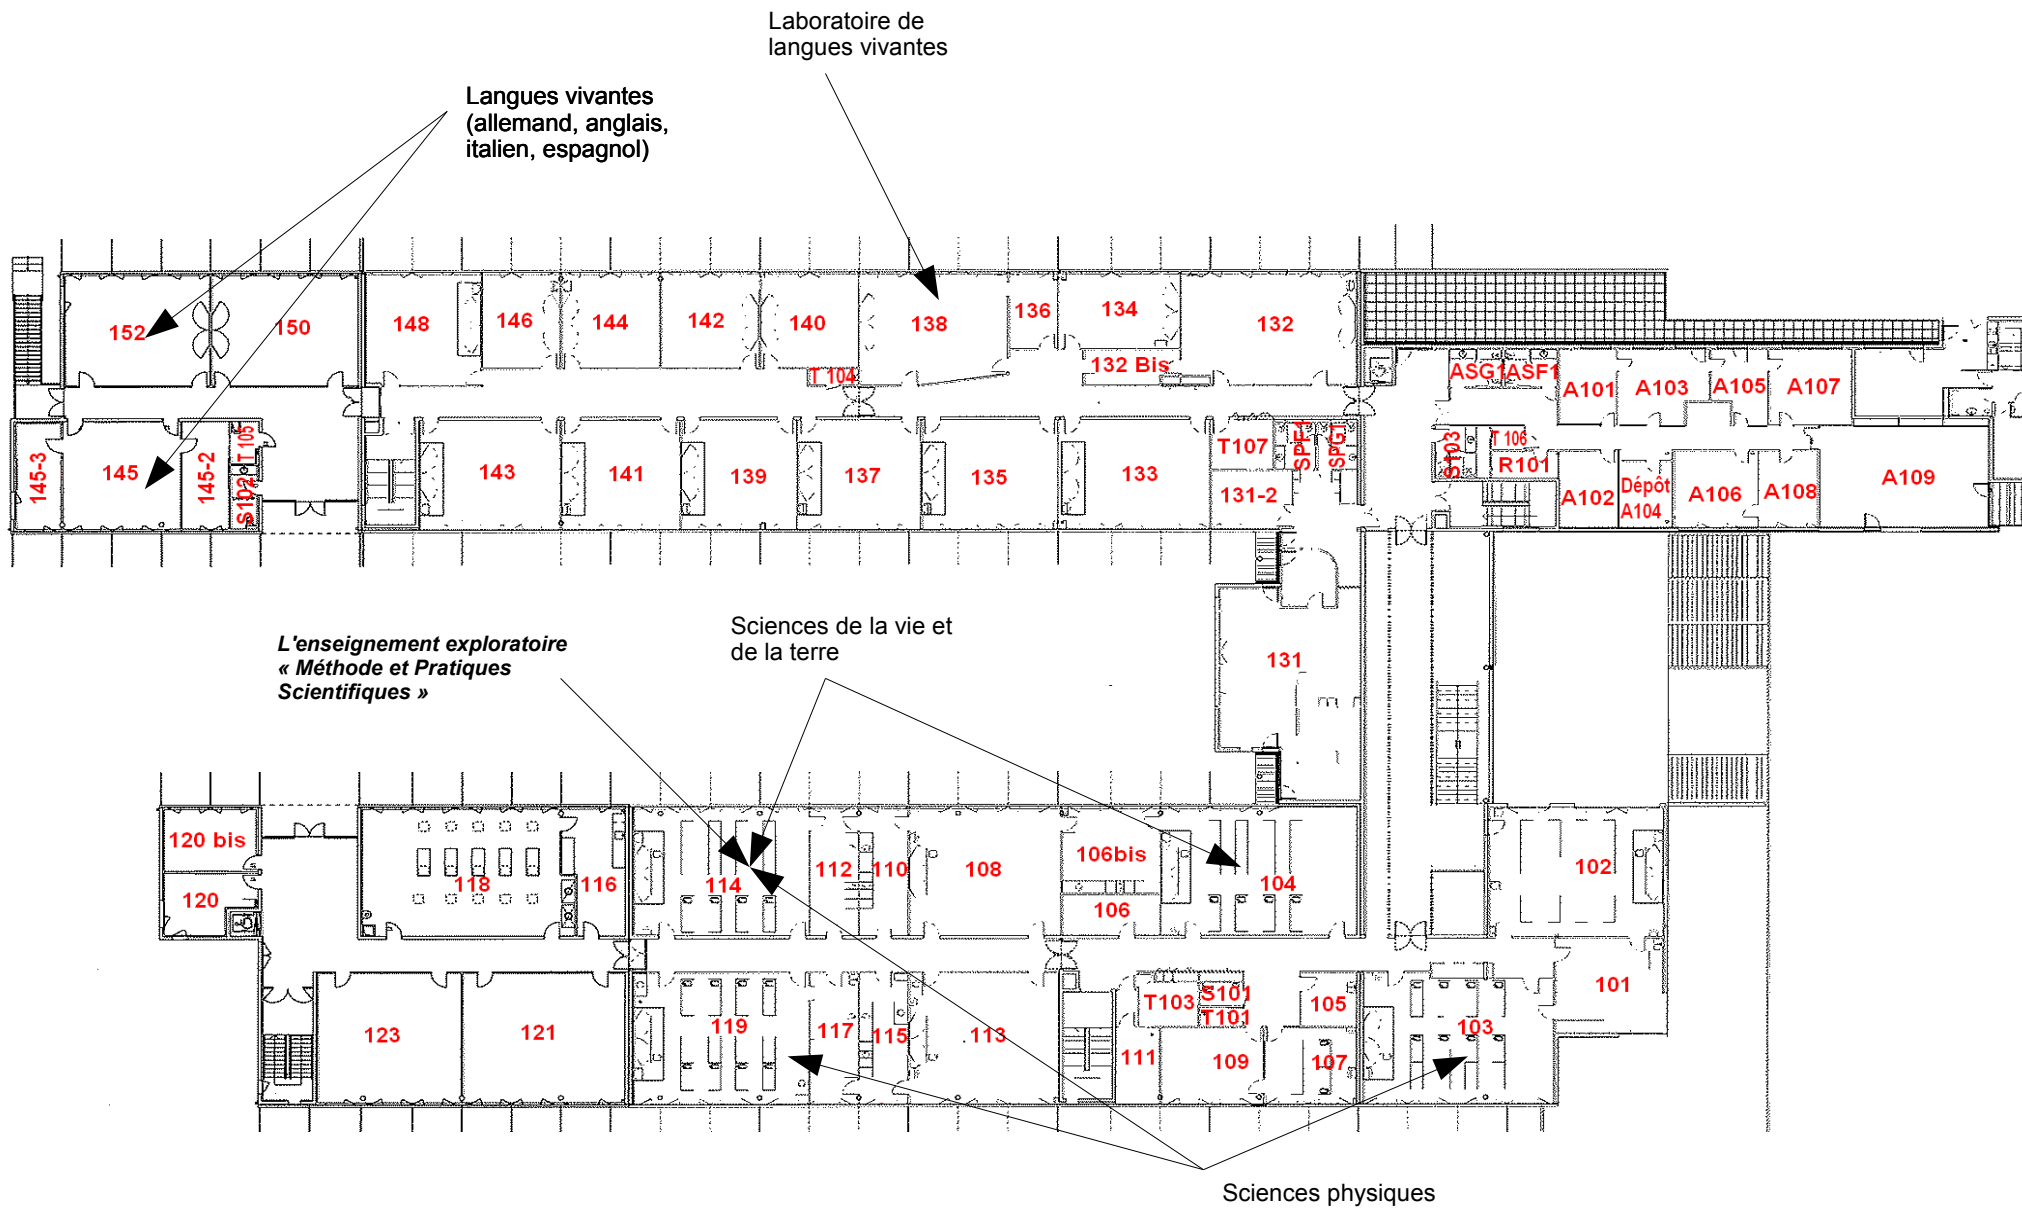 Laboratoire de
langues vivantes
Langues vivantes
(allemand, anglais,
italien, espagnol)
152
150
148
146
144
142
140
138
136
134
132
T 104
132 Bis
ASG1
ASF1
A101
A103
A105
A107
145-3
145
145-2
T105
S102
143
141
139
137
135
133
T107
131-2
SPF1
SPG1
S103
T 106
R101
A102
Dépôt
A104
A106
A108
A109
131
L'enseignement exploratoire
« Méthode et Pratiques
Scientifiques »
Sciences de la vie et
de la terre
120 bis
120
118
116
114
112
110
108
106bis
106
104
102
123
121
119
117
115
113
111
T103
S101
T101
109
105
107
103
101
Sciences physiques